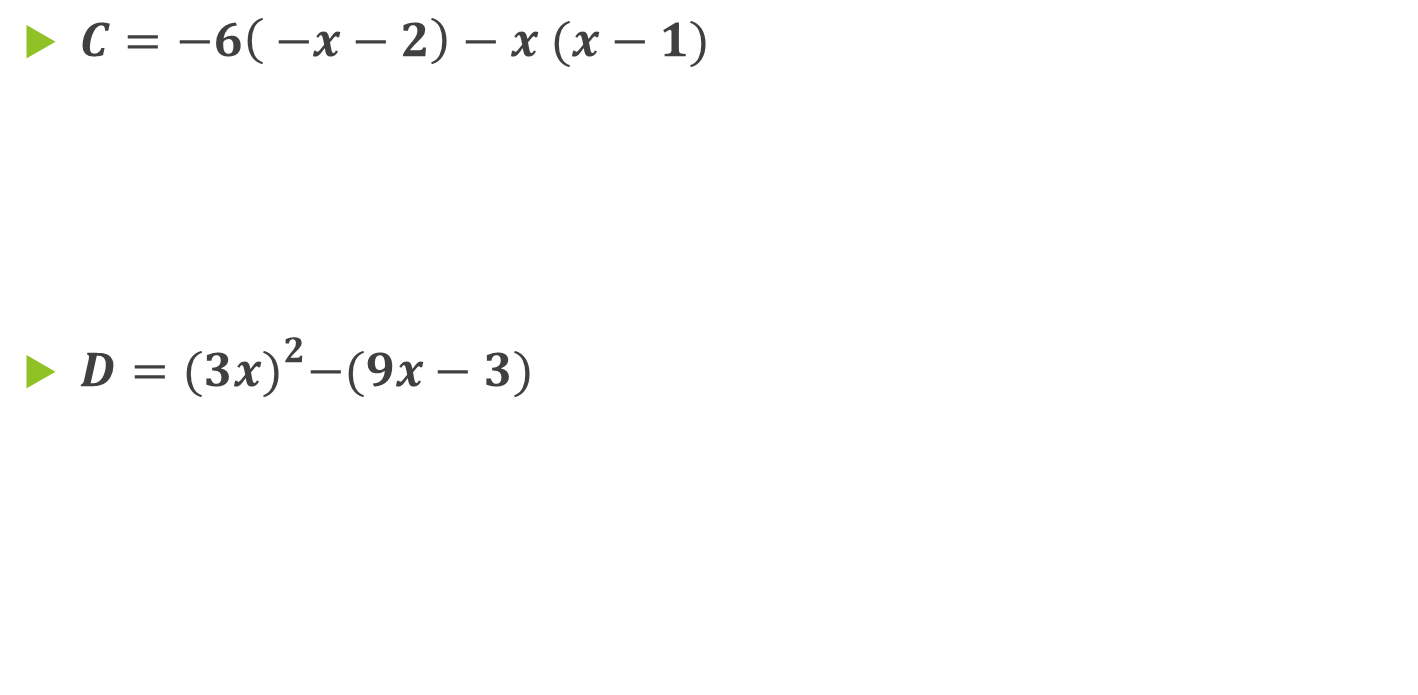 C = −6( −x − 2) − x (x − 1)
D = (3x)²−(9x − 3)